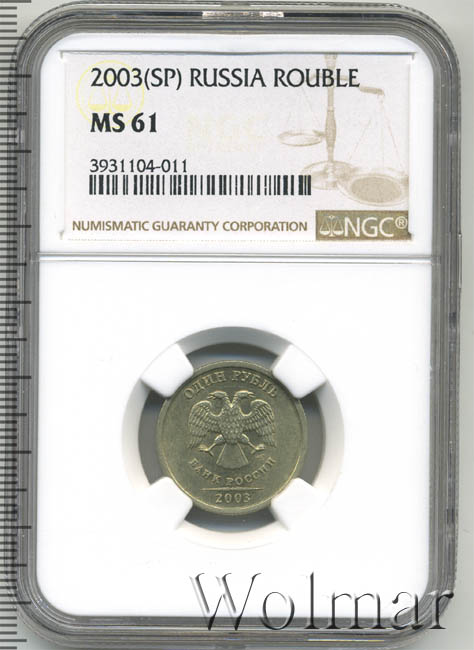 2003(SP) RUSSIA ROUBLE
MS 61
3931104-011
NUMISMATIC GUARANTY CORPORATION
NGC®
ОДИН РУБЛЬ
БАНК РОССИИ
2003
Wolmar